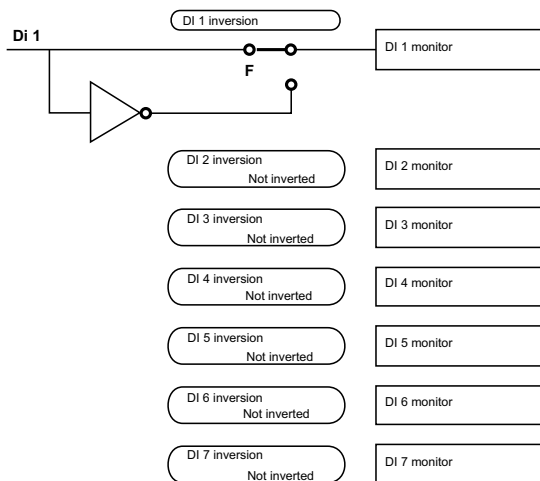 DI 1 inversion
Di 1
F
DI 1 monitor
DI 2 inversion
Not inverted
DI 2 monitor
DI 3 inversion
Not inverted
DI 3 monitor
DI 4 inversion
Not inverted
DI 4 monitor
DI 5 inversion
Not inverted
DI 5 monitor
DI 6 inversion
Not inverted
DI 6 monitor
DI 7 inversion
Not inverted
DI 7 monitor